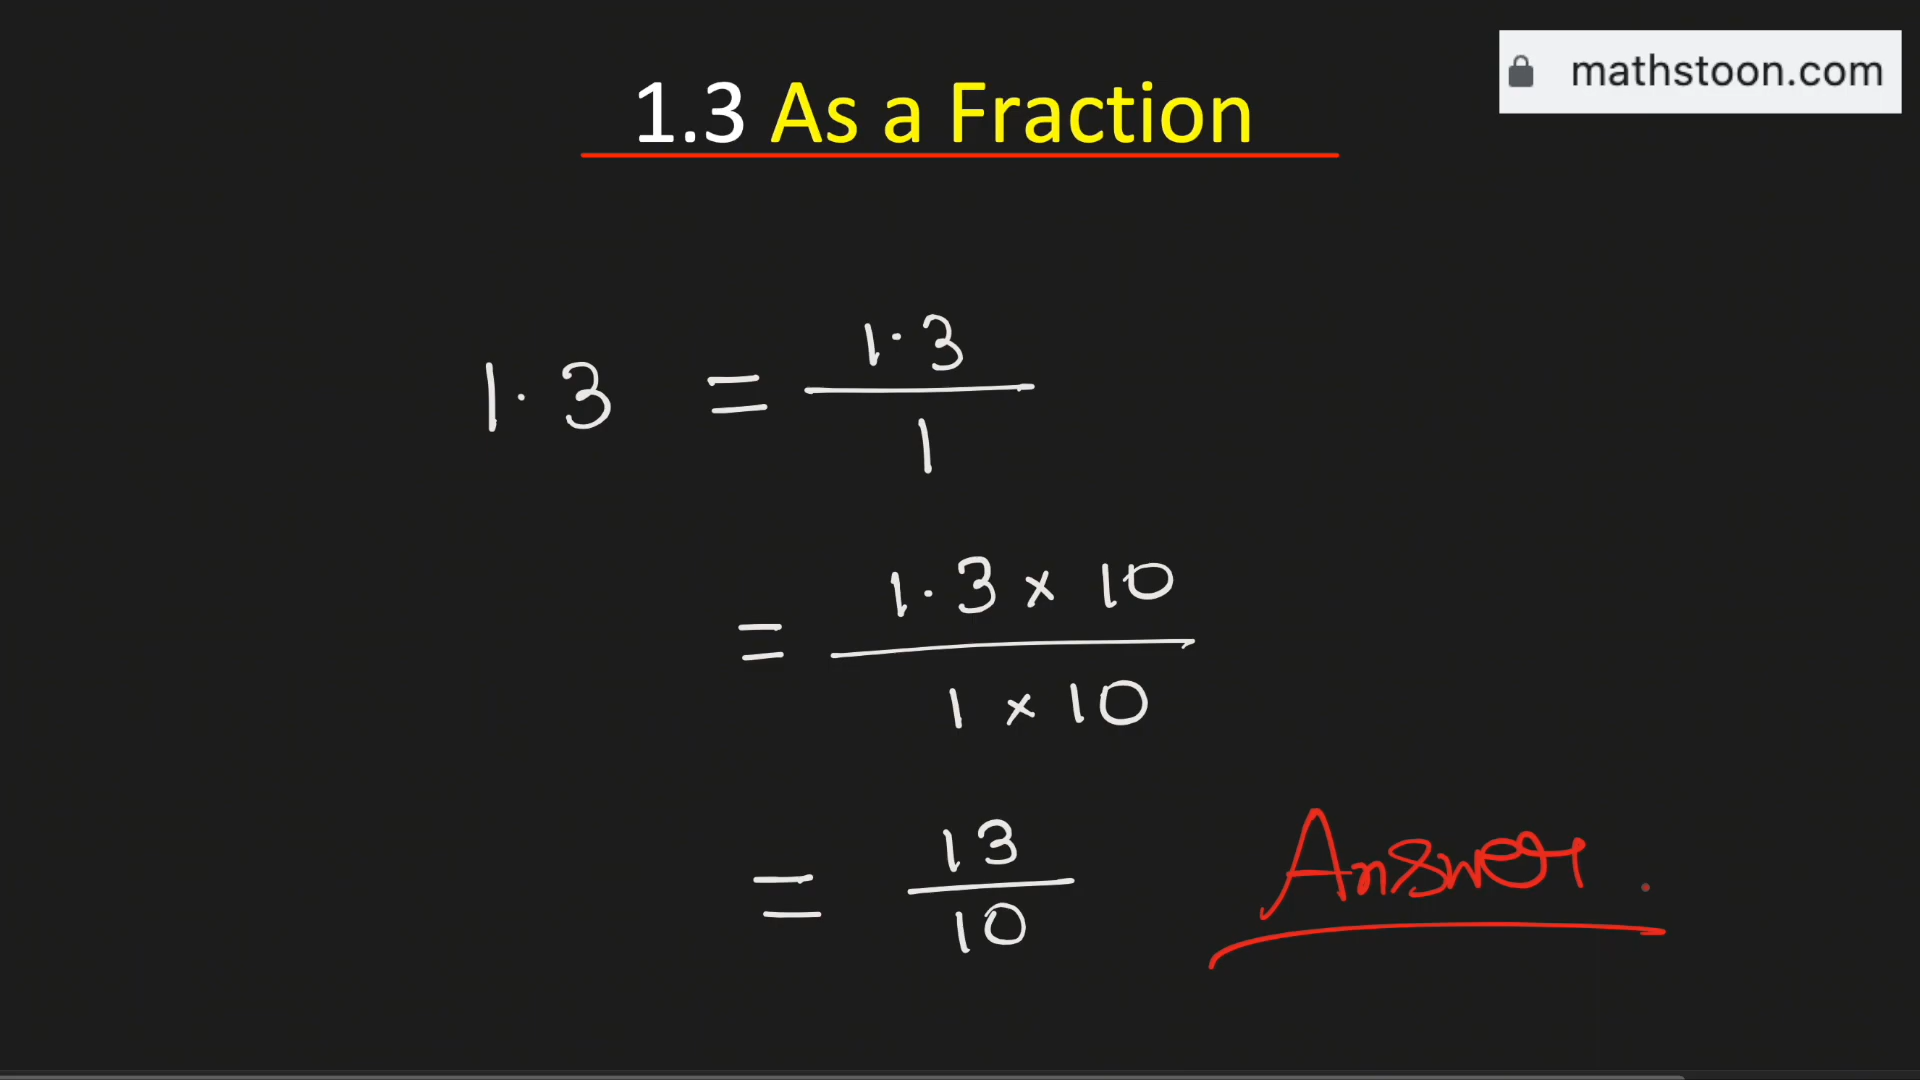 mathstoon.com
1.3 As a Fraction
1·3 = 1·3 / 1
= 1·3 × 10 / 1 × 10
= 13 / 10 Answer.